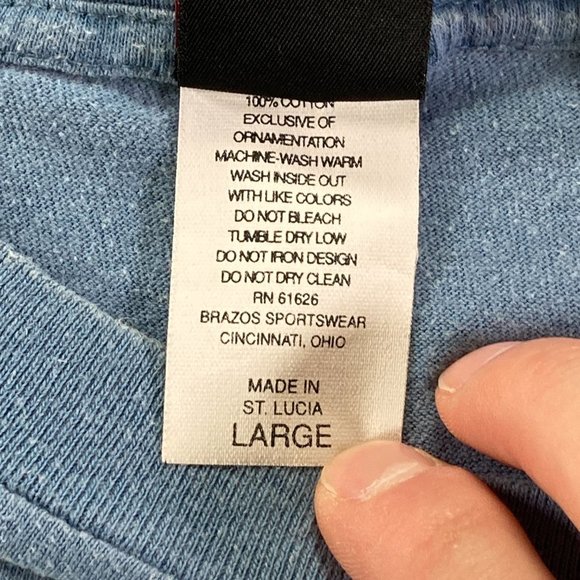 100% COTTON
EXCLUSIVE OF
ORNAMENTATION
MACHINE-WASH WARM
WASH INSIDE OUT
WITH LIKE COLORS
DO NOT BLEACH
TUMBLE DRY LOW
DO NOT IRON DESIGN
DO NOT DRY CLEAN
RN 61626
BRAZOS SPORTSWEAR
CINCINNATI, OHIO
MADE IN
ST. LUCIA
LARGE